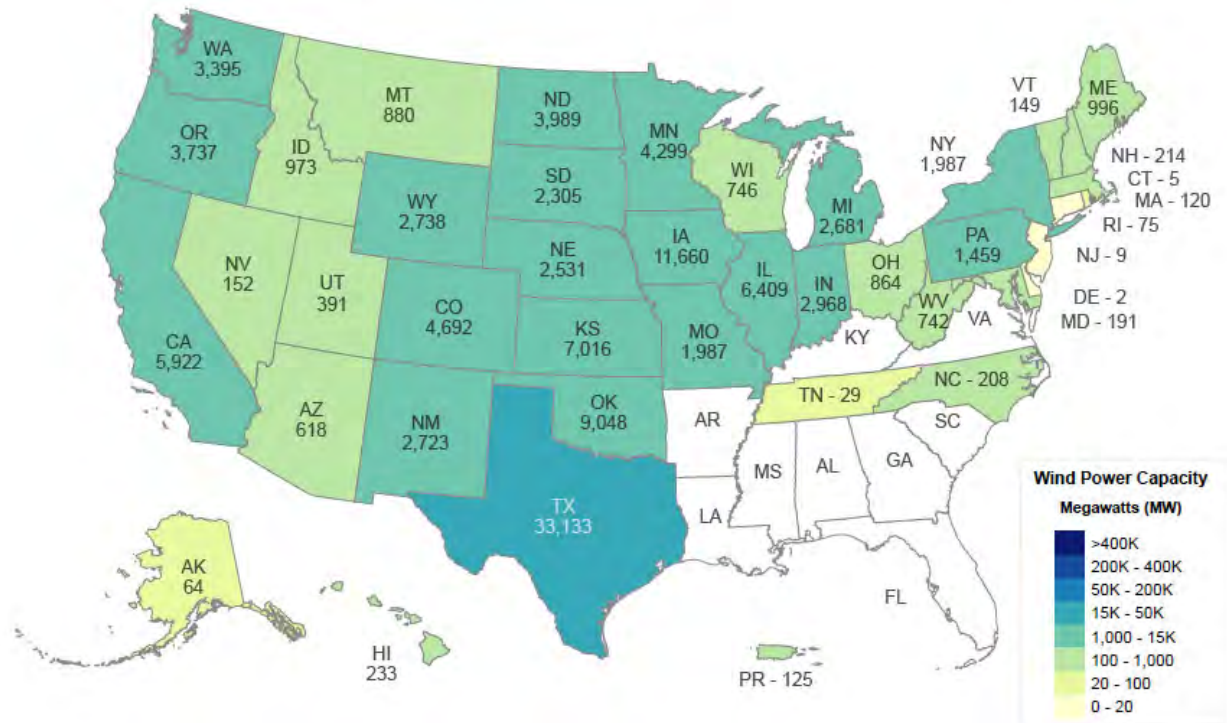 WA
3,395
OR
3,737
CA
5,922
ID
973
NV
152
MT
880
WY
2,738
UT
391
AZ
618
CO
4,692
NM
2,723
ND
3,989
SD
2,305
NE
2,531
KS
7,016
OK
9,048
TX
33,133
MN
4,299
IA
11,660
MO
1,987
WI
746
IL
6,409
MI
2,681
IN
2,968
OH
864
KY
WV
742
VA
PA
1,459
NY
1,987
VT
149
ME
996
NH - 214
CT - 5
MA - 120
RI - 75
NJ - 9
DE - 2
MD - 191
TN - 29
NC - 208
SC
AR
MS
AL
GA
LA
FL
AK
64
HI
233
PR - 125
Wind Power Capacity
Megawatts (MW)
>400K
200K - 400K
50K - 200K
15K - 50K
1,000 - 15K
100 - 1,000
20 - 100
0 - 20